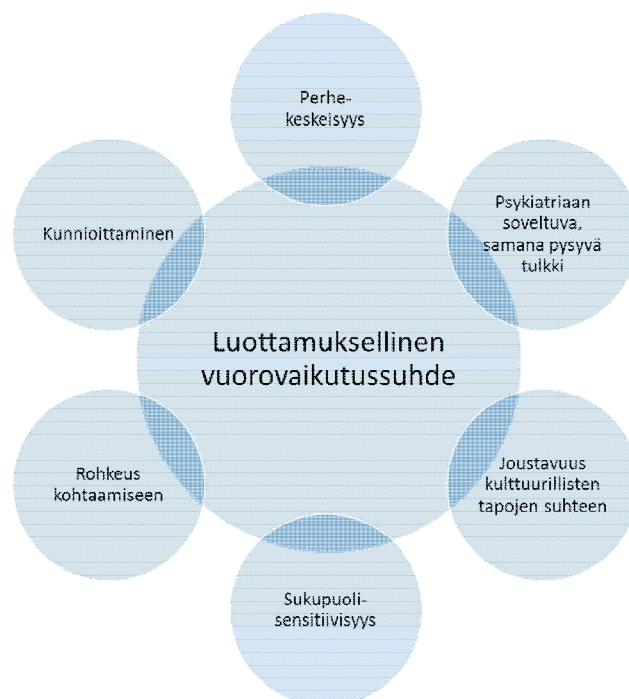 Perhe-
keskeisyys
Psykiatriaan
soveltuva,
samana pysyvä
tulkki
Joustavuus
kulttuurillisten
tapojen suhteen
Sukupuoli-
sensitiivisyys
Rohkeus
kohtaamiseen
Kunnioittaminen
Luottamuksellinen
vuorovaikutussuhde